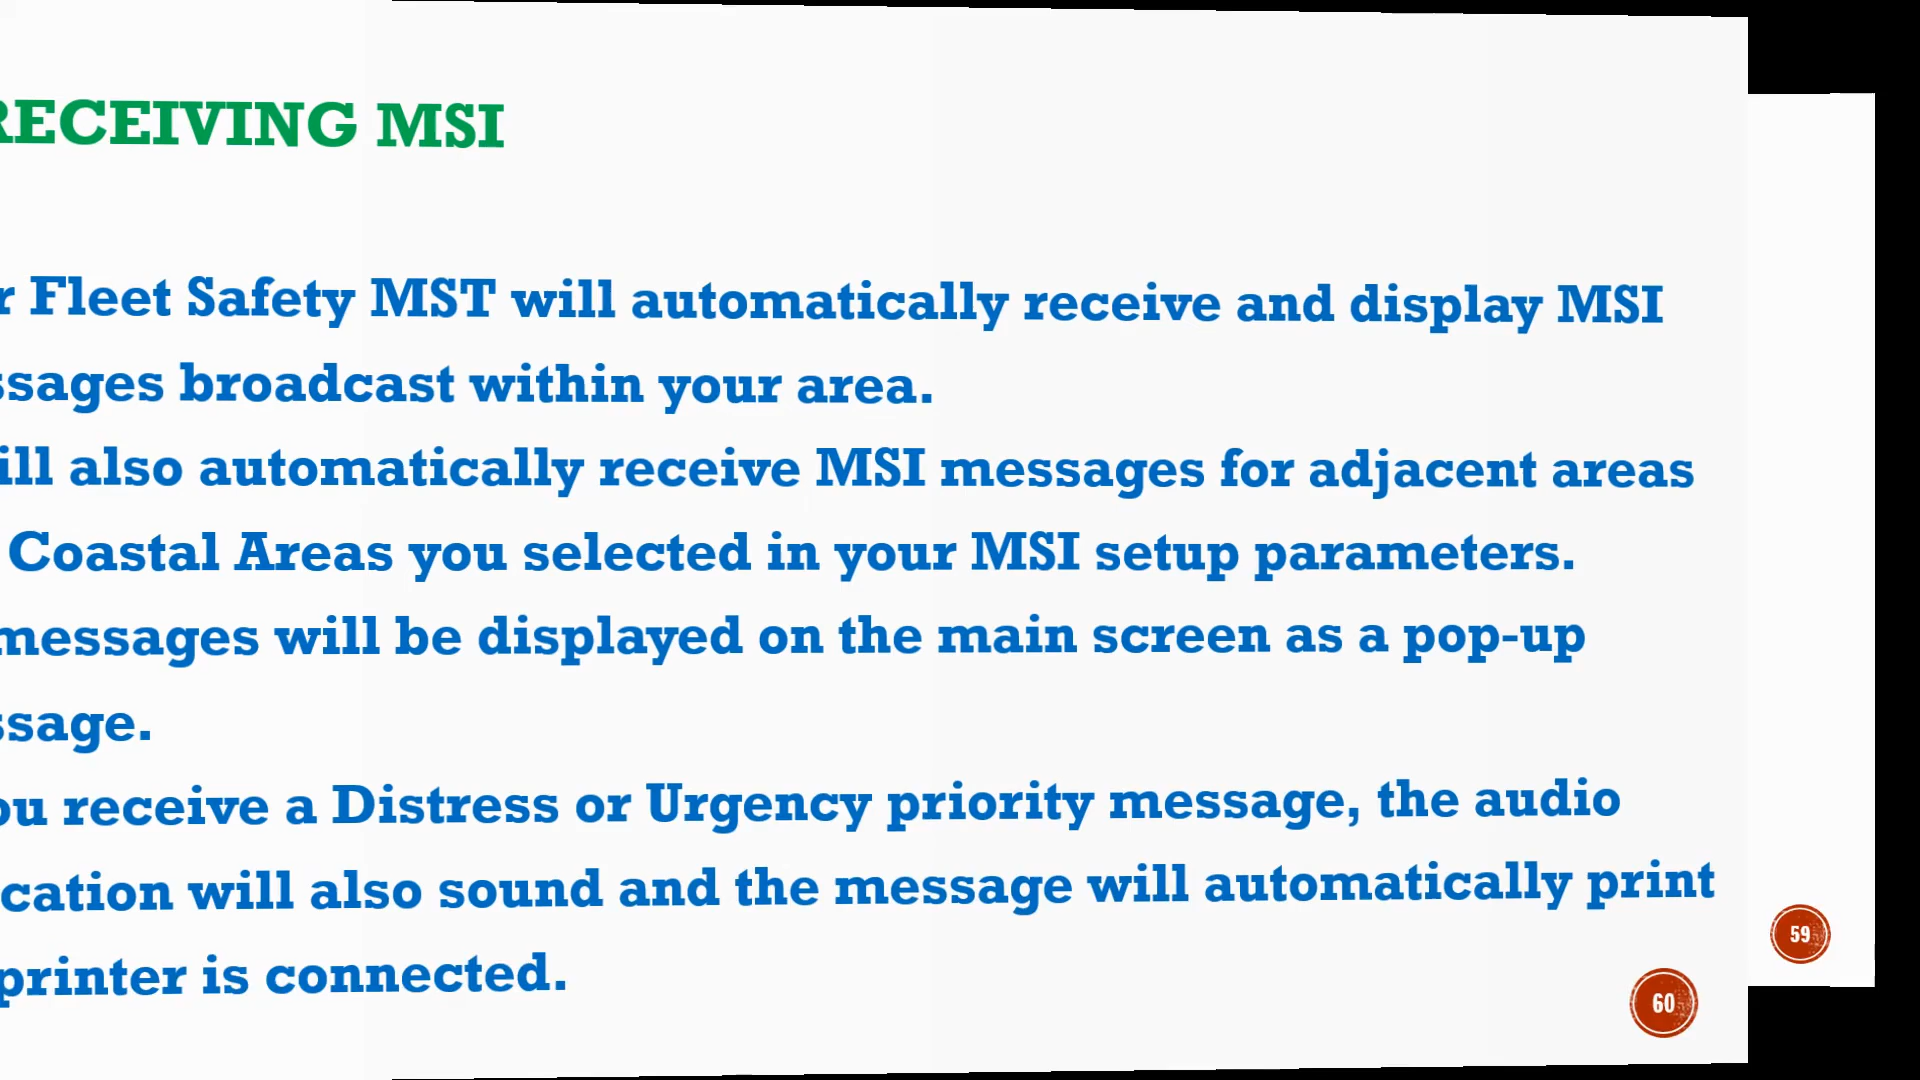 RECEIVING MSI
r Fleet Safety MST will automatically receive and display MSI
ssages broadcast within your area.
ill also automatically receive MSI messages for adjacent areas
Coastal Areas you selected in your MSI setup parameters.
messages will be displayed on the main screen as a pop-up
ssage.
ou receive a Distress or Urgency priority message, the audio
cation will also sound and the message will automatically print
printer is connected.
59
60